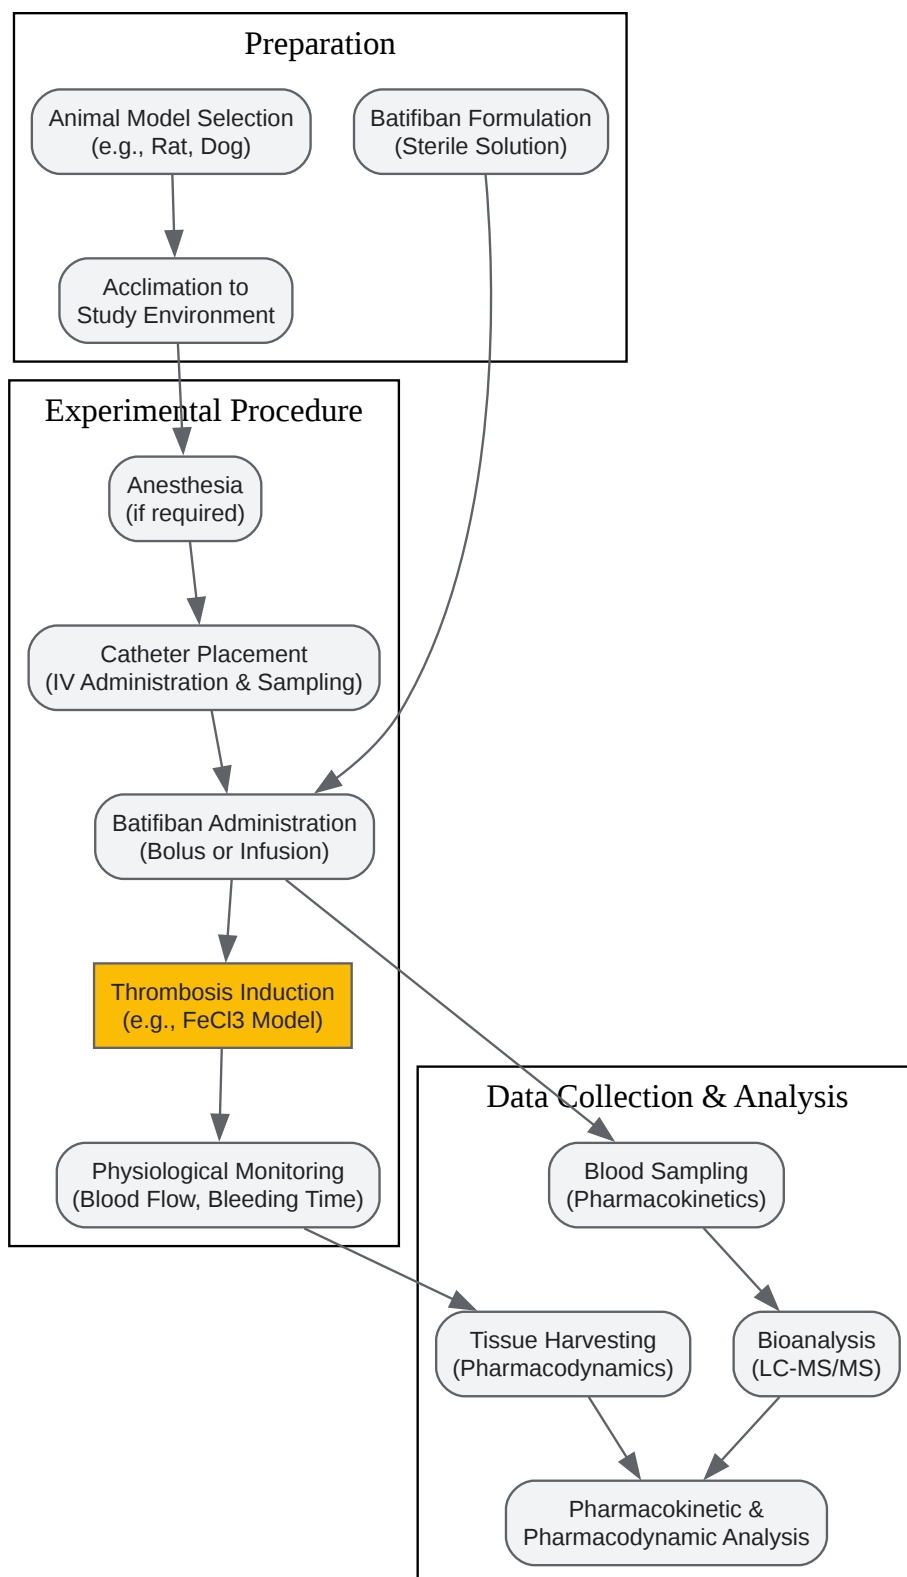 Preparation
Animal Model Selection
(e.g., Rat, Dog)
Batifiban Formulation
(Sterile Solution)
Acclimation to
Study Environment
Experimental Procedure
Anesthesia
(if required)
Catheter Placement
(IV Administration & Sampling)
Batifiban Administration
(Bolus or Infusion)
Thrombosis Induction
(e.g., FeCl3 Model)
Physiological Monitoring
(Blood Flow, Bleeding Time)
Data Collection & Analysis
Blood Sampling
(Pharmacokinetics)
Tissue Harvesting
(Pharmacodynamics)
Bioanalysis
(LC-MS/MS)
Pharmacokinetic &
Pharmacodynamic Analysis